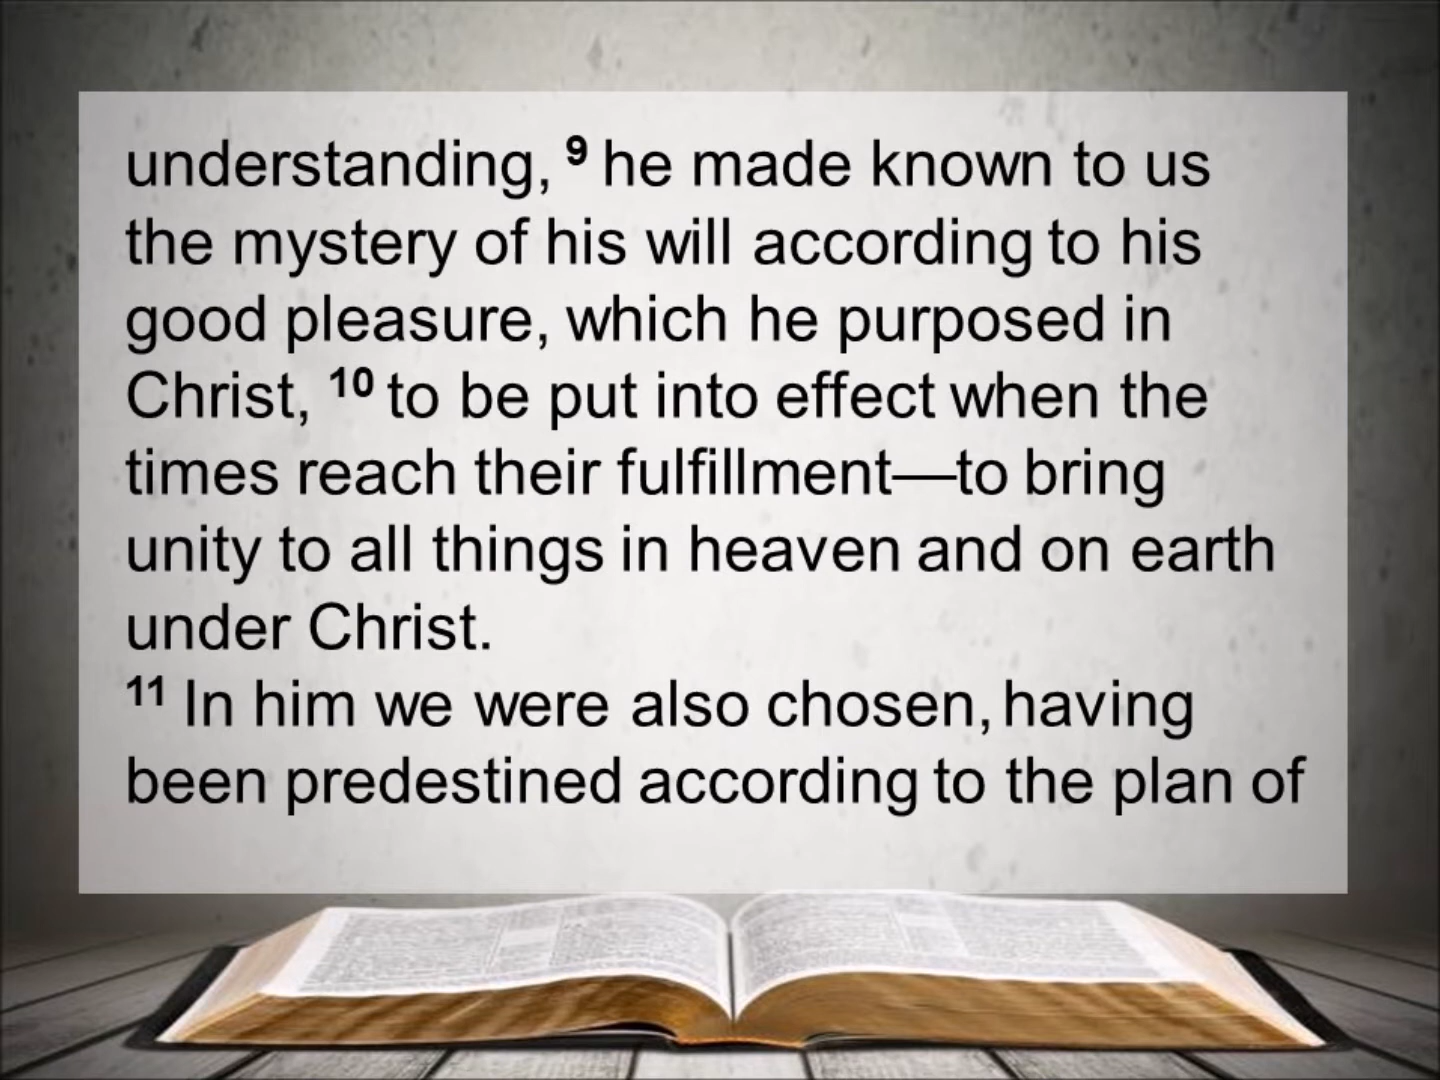 understanding, 9 he made known to us
the mystery of his will according to his
good pleasure, which he purposed in
Christ, 10 to be put into effect when the
times reach their fulfillment—to bring
unity to all things in heaven and on earth
under Christ.
11 In him we were also chosen, having
been predestined according to the plan of